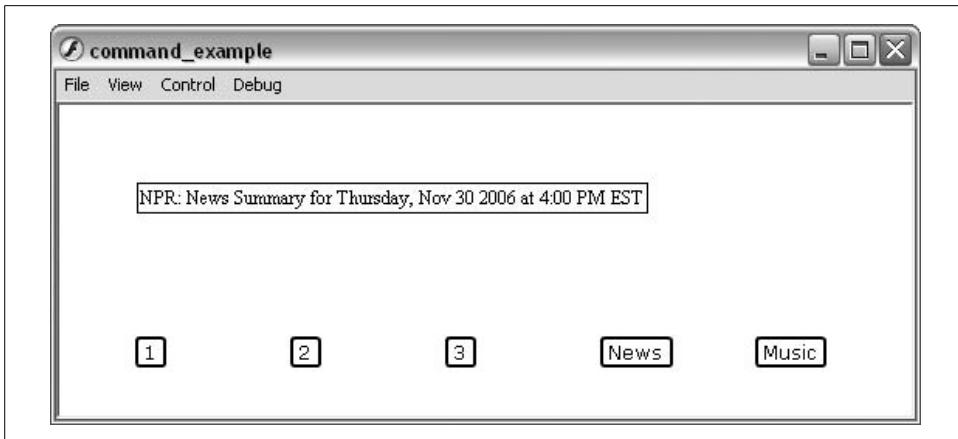 command_example
File View Control Debug
NPR: News Summary for Thursday, Nov 30 2006 at 4:00 PM EST
1 2 3 News Music